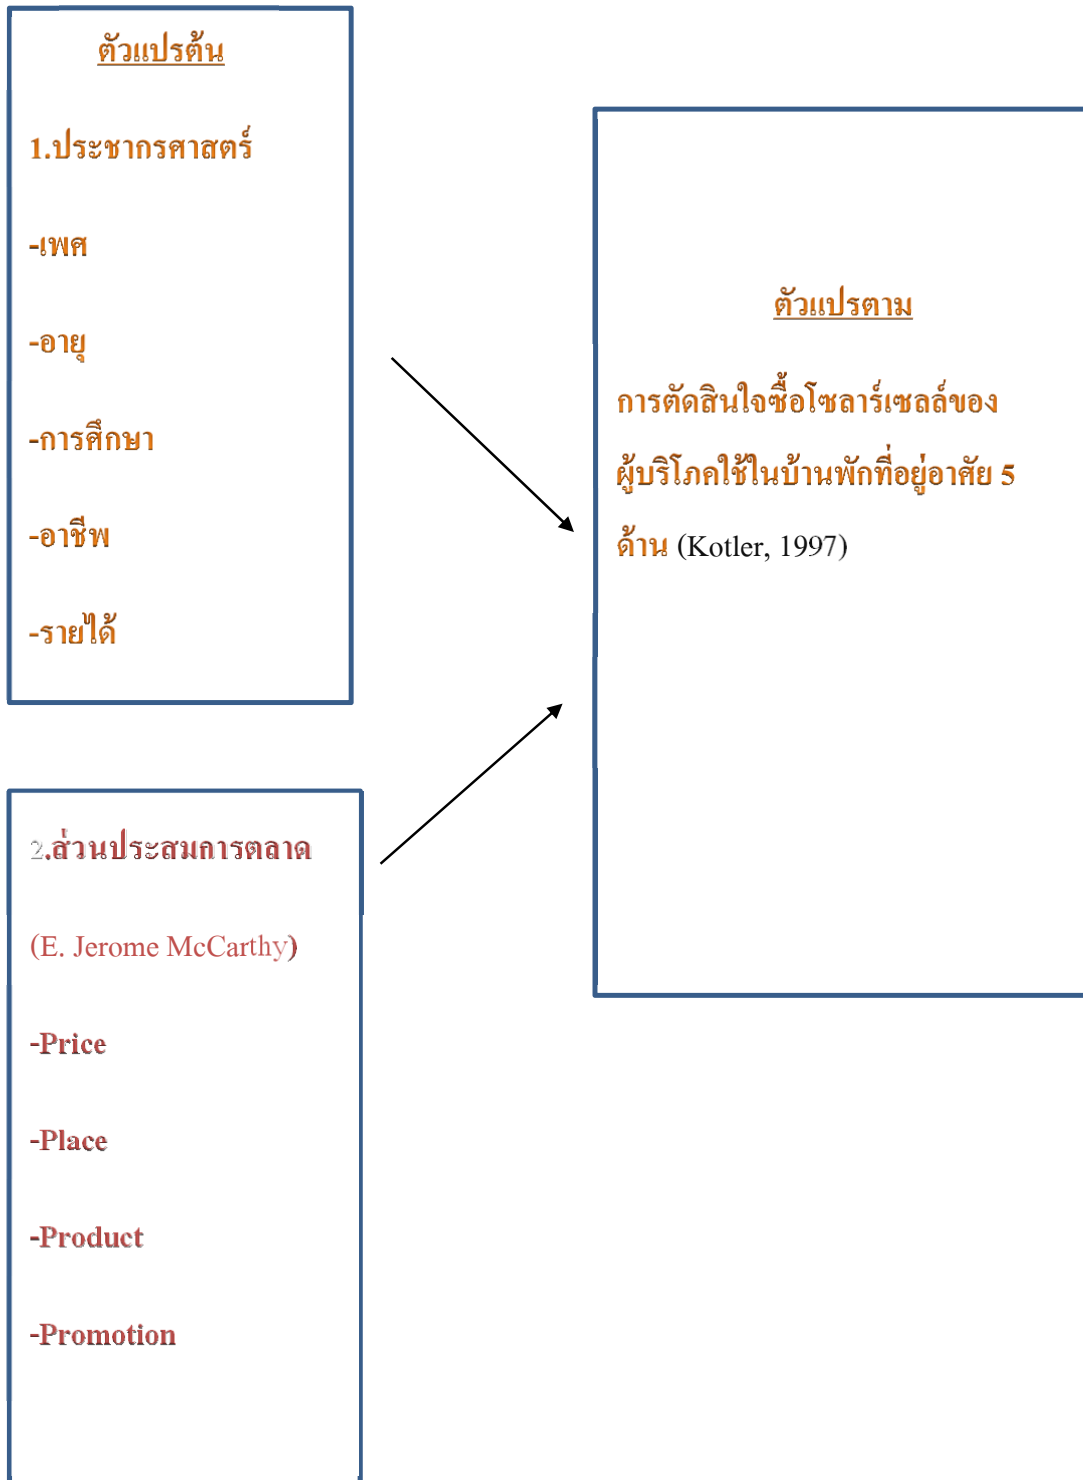 ตัวแปรต้น
1.ประชากรศาสตร์
-เพศ
-อายุ
-การศึกษา
-อาชีพ
-รายได้
2.ส่วนประสมการตลาด
(E. Jerome McCarthy)
-Price
-Place
-Product
-Promotion
ตัวแปรตาม
การตัดสินใจซื้อโซลาร์เซลล์ของ
ผู้บริโภคใช้ในบ้านพักที่อยู่อาศัย 5
ด้าน (Kotler, 1997)